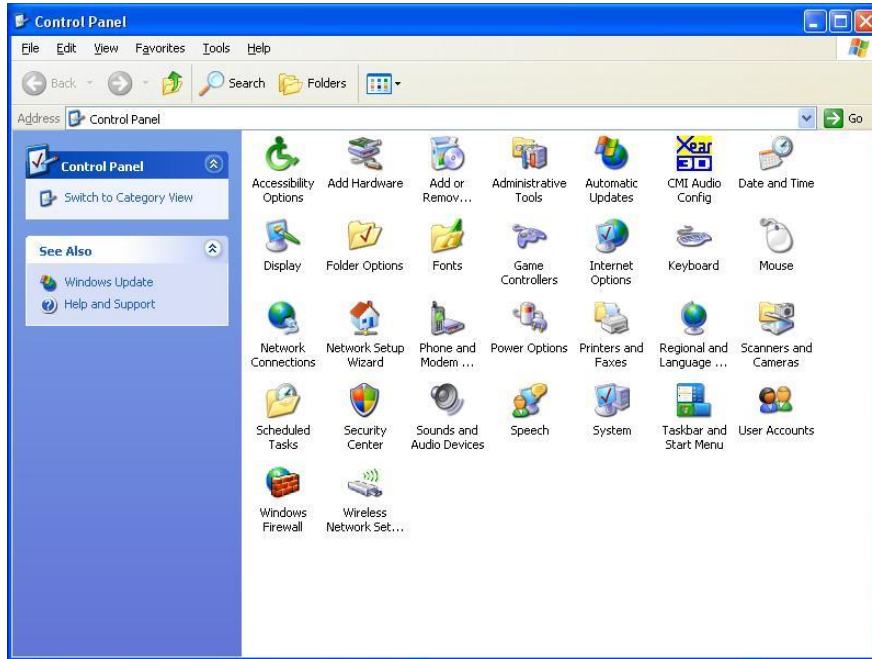 Control Panel
File Edit View Favorites Tools Help
Back Search Folders
Address Control Panel Go
Control Panel
Switch to Category View
See Also
Windows Update
Help and Support
Accessibility Options
Add Hardware
Add or Remov...
Administrative Tools
Automatic Updates
Xear 3D
CMI Audio Config
Date and Time
Display
Folder Options
Fonts
Game Controllers
Internet Options
Keyboard
Mouse
Network Connections
Network Setup Wizard
Phone and Modem ...
Power Options
Printers and Faxes
Regional and Language ...
Scanners and Cameras
Scheduled Tasks
Security Center
Sounds and Audio Devices
Speech
System
Taskbar and Start Menu
User Accounts
Windows Firewall
Wireless Network Set...